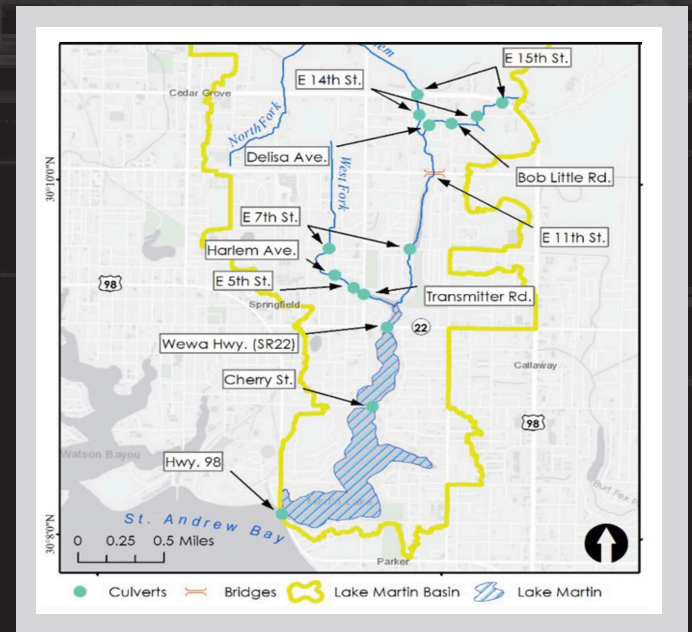 E 15th St.
E 14th St.
Cedar Grove
North Fork
Delisa Ave.
West Fork
Bob Little Rd.
30°10'0"N
E 7th St.
E 11th St.
Harlem Ave.
E 5th St.
98
Transmitter Rd.
Springfield
Wewa Hwy. (SR22)
22
Callaway
Cherry St.
98
Watson Bayou
Hwy. 98
St. Andrew Bay
30°8'0"N
0 0.25 0.5 Miles
Parker
Culverts Bridges Lake Martin Basin Lake Martin